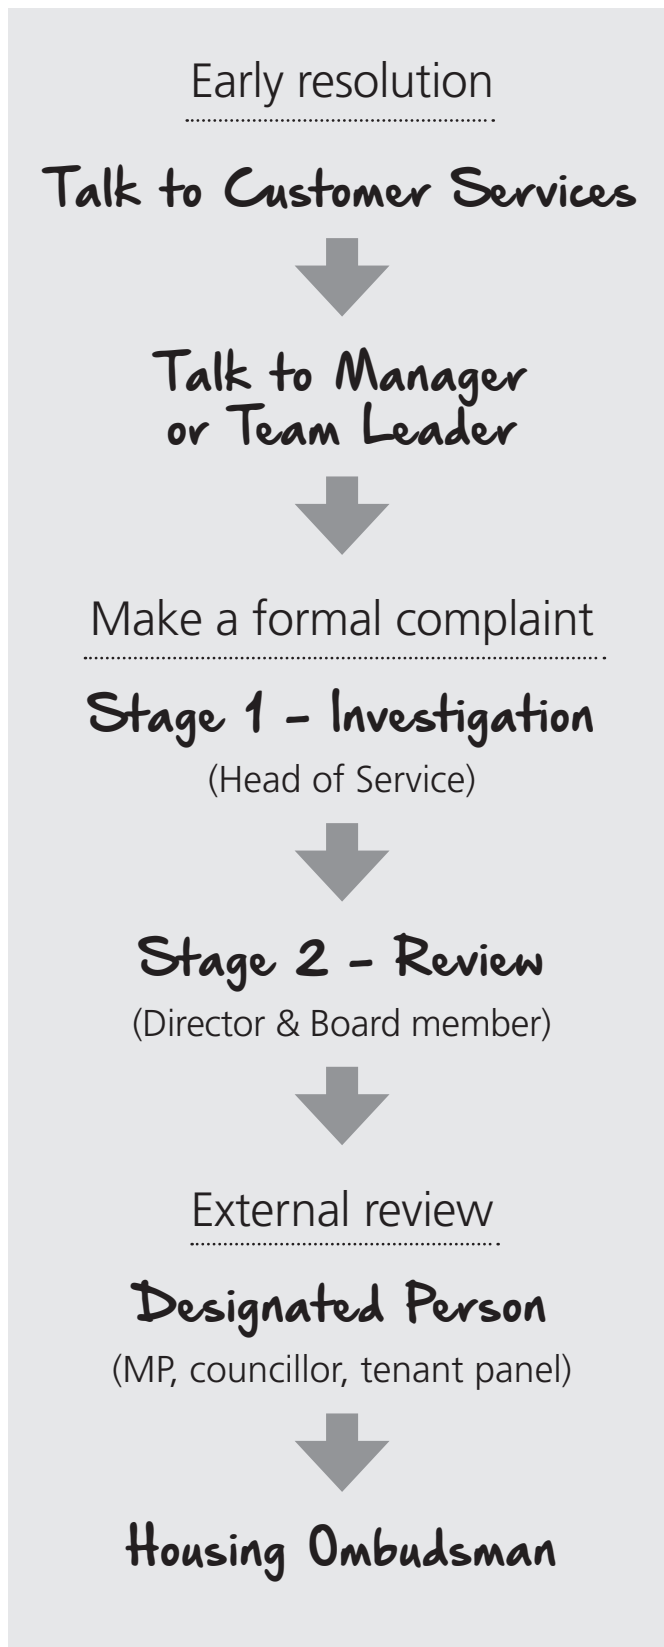 Early resolution
Talk to Customer Services
Talk to Manager
or Team Leader
Make a formal complaint
Stage 1 - Investigation
(Head of Service)
Stage 2 - Review
(Director & Board member)
External review
Designated Person
(MP, councillor, tenant panel)
Housing Ombudsman